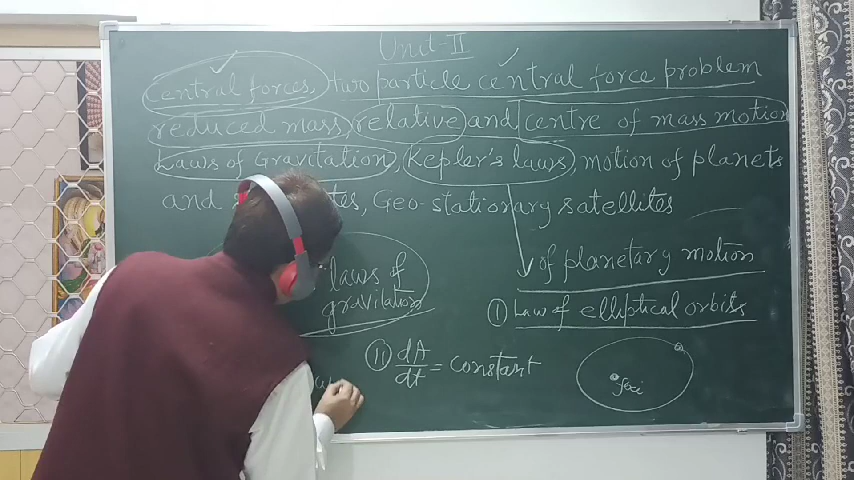 Unit-II
Central forces, two particle central force problem
reduced mass, relative and centre of mass motion
Laws of Gravitation, Kepler's laws, motion of planets
and Geo-stationary satellites
laws of
gravitation
of planetary motion
① Law of elliptical orbits
② dA/dt = constant
foci